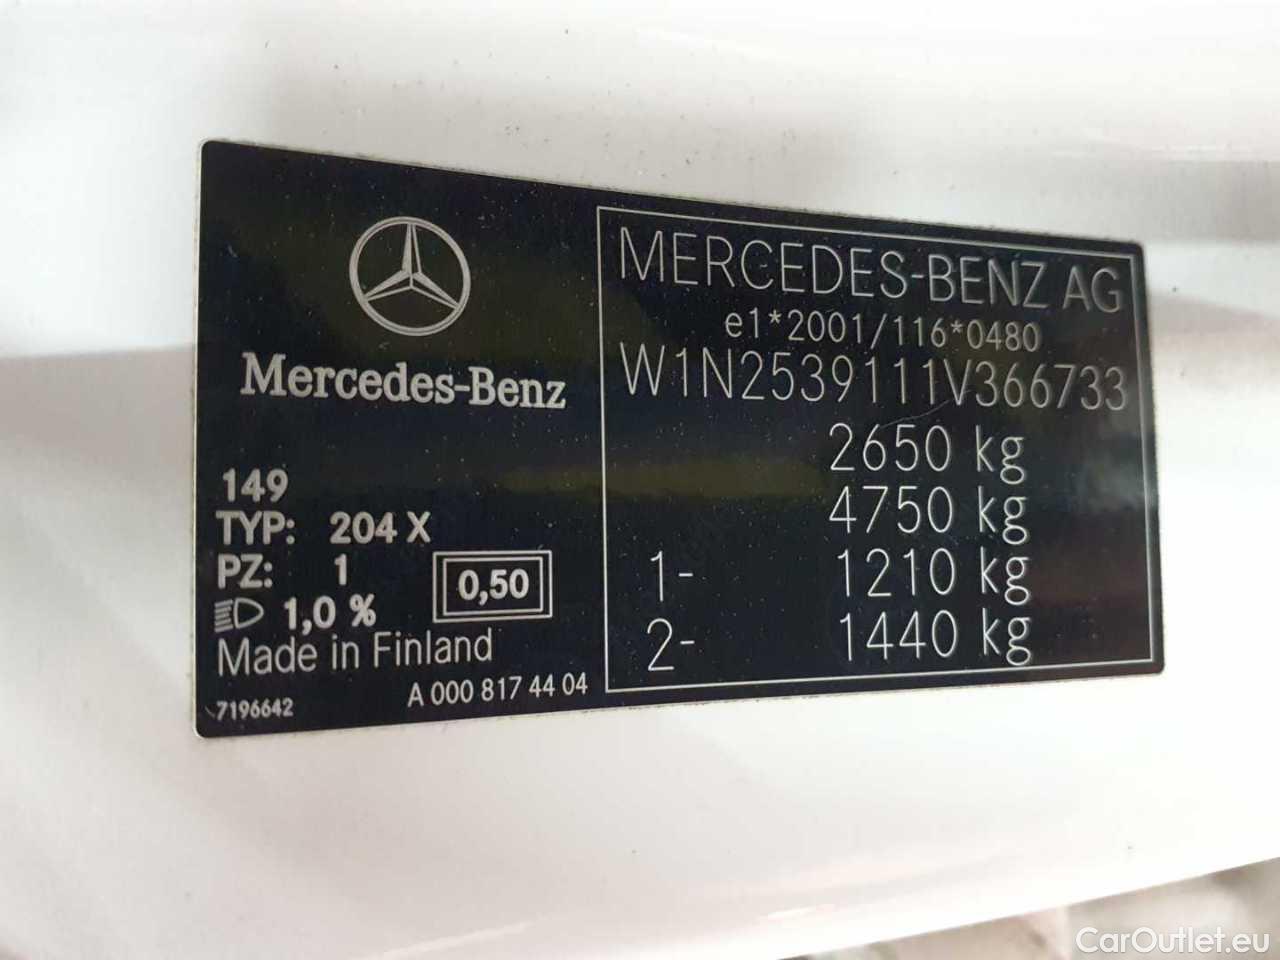 Mercedes-Benz
149
TYP: 204 X
PZ: 1
1,0 %
0,50
Made in Finland
7196642
A 000 817 44 04
MERCEDES-BENZ AG
e1*2001/116*0480
W1N2539111V366733
2650 kg
4750 kg
1- 1210 kg
2- 1440 kg
CarOutlet.eu